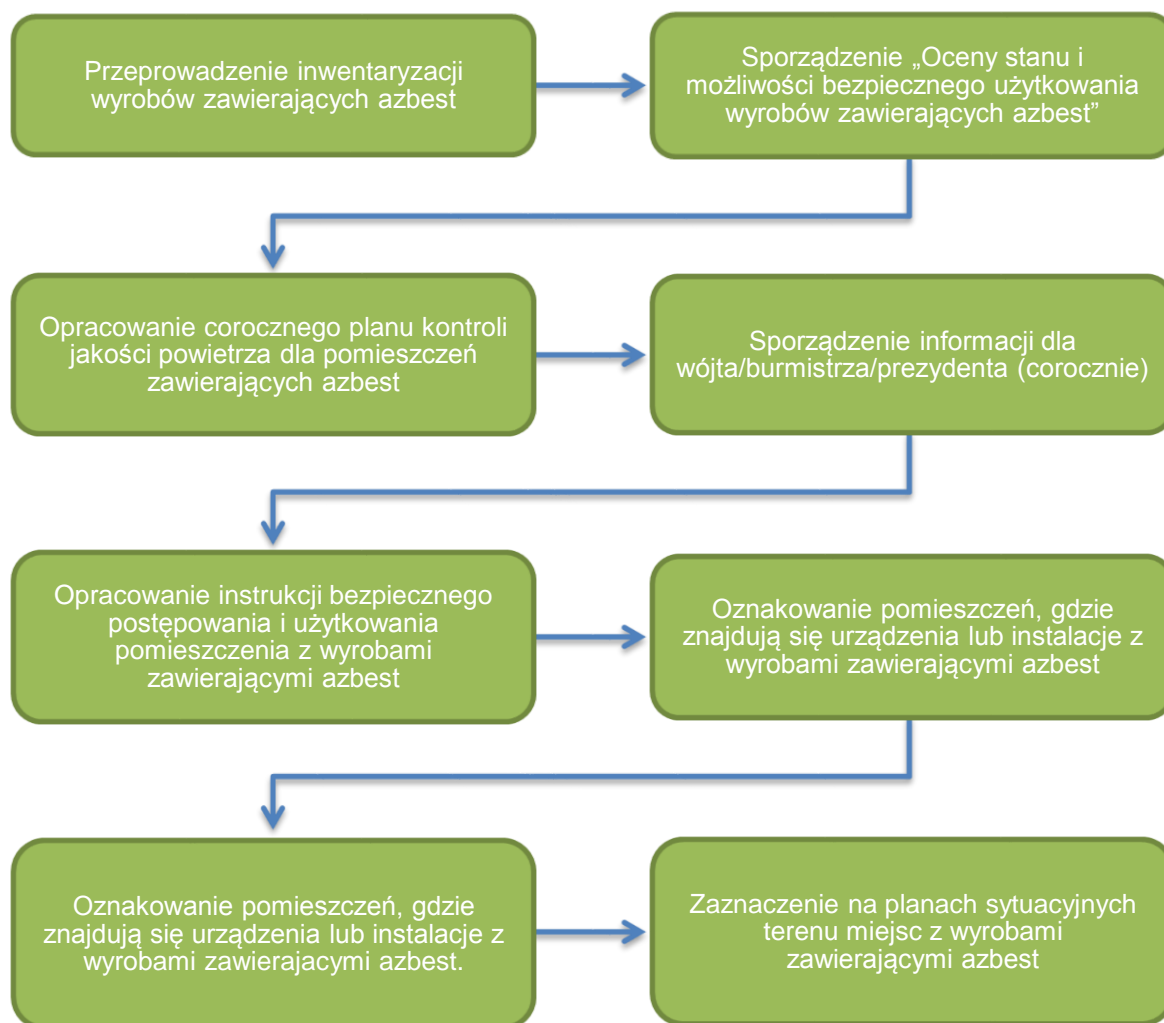 Przeprowadzenie inwentaryzacji
wyrobów zawierających azbest
Sporządzenie „Oceny stanu i
możliwości bezpiecznego użytkowania
wyrobów zawierających azbest”
Opracowanie corocznego planu kontroli
jakości powietrza dla pomieszczeń
zawierających azbest
Sporządzenie informacji dla
wójta/burmistrza/prezydenta (corocznie)
Opracowanie instrukcji bezpiecznego
postępowania i użytkowania
pomieszczenia z wyrobami
zawierającymi azbest
Oznakowanie pomieszczeń, gdzie
znajdują się urządzenia lub instalacje z
wyrobami zawierającymi azbest
Oznakowanie pomieszczeń, gdzie
znajdują się urządzenia lub instalacje z
wyrobami zawierajacymi azbest.
Zaznaczenie na planach sytuacyjnych
terenu miejsc z wyrobami
zawierającymi azbest